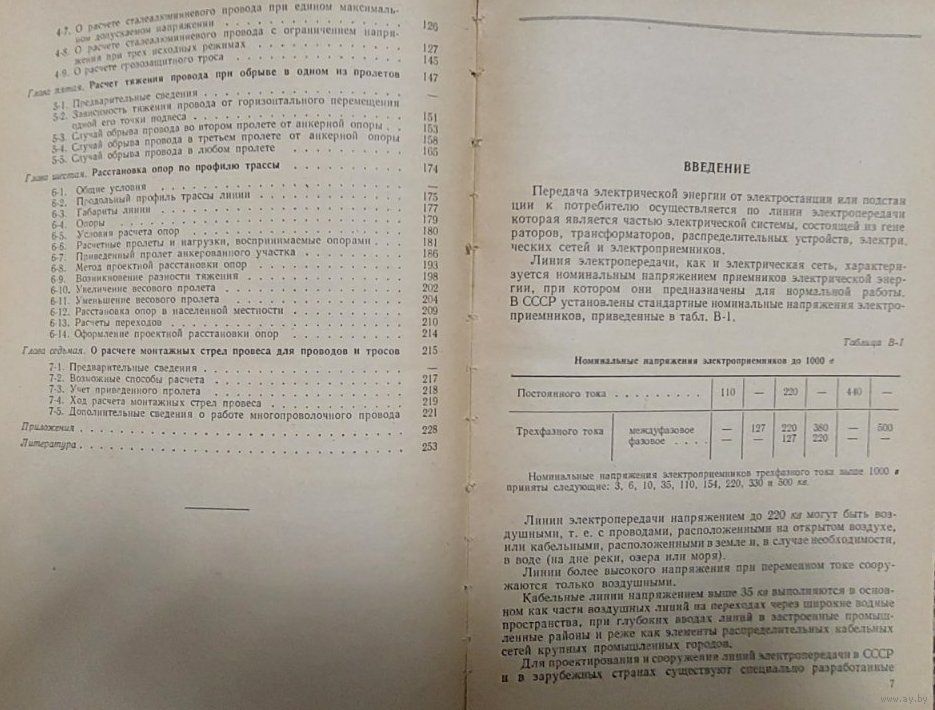 4-7. О расчете сталеалюминиевого провода при едином максималь-
ном допускаемом напряжении . . . . . . . . . . . . . 126
4-8. О расчете сталеалюминиевого провода с ограничением напря-
жения при трех исходных режимах . . . . . . . . . . . 127
4-9. О расчете грозозащитного троса . . . . . . . . . . . 145
Глава пятая. Расчет тяжения провода при обрыве в одном из пролетов 147
5-1. Предварительные сведения . . . . . . . . . . . . . —
5-2. Зависимость тяжения провода от горизонтального перемещения
одной его точки подвеса . . . . . . . . . . . . . . 151
5-3. Случай обрыва провода во втором пролете от анкерной опоры . . 153
5-4. Случай обрыва провода в третьем пролете от анкерной опоры 158
5-5. Случай обрыва провода в любом пролете . . . . . . . . 165
Глава шестая. Расстановка опор по профилю трассы . . . . . . . 174
6-1. Общие условия . . . . . . . . . . . . . . . . —
6-2. Продольный профиль трассы линии . . . . . . . . . . 175
6-3. Габариты линии . . . . . . . . . . . . . . . . 177
6-4. Опоры . . . . . . . . . . . . . . . . . . . 179
6-5. Условия расчета опор . . . . . . . . . . . . . . 180
6-6. Расчетные пролеты и нагрузки, воспринимаемые опорами . . 181
6-7. Приведенный пролет анкерованного участка . . . . . . . 186
6-8. Метод проектной расстановки опор . . . . . . . . . . 193
6-9. Возникновение разности тяжения . . . . . . . . . . . 198
6-10. Увеличение весового пролета . . . . . . . . . . . . 202
6-11. Уменьшение весового пролета . . . . . . . . . . . . 204
6-12. Расстановка опор в населенной местности . . . . . . . . 209
6-13. Расчеты переходов . . . . . . . . . . . . . . . 210
6-14. Оформление проектной расстановки опор . . . . . . . . 214
Глава седьмая. О расчете монтажных стрел провеса для проводов и тросов 215
7-1. Предварительные сведения . . . . . . . . . . . . . —
7-2. Возможные способы расчета . . . . . . . . . . . . 217
7-3. Учет приведенного пролета . . . . . . . . . . . . . 218
7-4. Ход расчета монтажных стрел провеса . . . . . . . . . 219
7-5. Дополнительные сведения о работе многопроволочного провода 221
Приложения . . . . . . . . . . . . . . . . . . . . 228
Литература . . . . . . . . . . . . . . . . . . . . 253
ВВЕДЕНИЕ
Передача электрической энергии от электростанции или подстан
ции к потребителю осуществляется по линии электропередачи
которая является частью электрической системы, состоящей из гене
раторов, трансформаторов, распределительных устройств, электри.
ческих сетей и электроприемников.
Линия электропередачи, как и электрическая сеть, характери-
зуется номинальным напряжением приемников электрической энер-
гии, при котором они предназначены для нормальной работы.
В СССР установлены стандартные номинальные напряжения электро-
приемников, приведенные в табл. В-1.
Таблица В-1
Номинальные напряжения электроприемников до 1000 в
Постоянного тока . . . . . . . . . . 110 — 220 — 440 —
Трехфазного тока междуфазовое — 127 220 380 — 500
фазовое . . . . — — 127 220 —
Номинальные напряжения электроприемников трехфазного тока выше 1000 в
приняты следующие: 3, 6, 10, 35, 110, 154, 220, 330 и 500 кв.
Линии электропередачи напряжением до 220 кв могут быть воз-
душными, т. е. с проводами, расположенными на открытом воздухе,
или кабельными, расположенными в земле и, в случае необходимости,
в воде (на дне реки, озера или моря).
Линии более высокого напряжения при переменном токе соору-
жаются только воздушными.
Кабельные линии напряжением выше 35 кв выполняются в основ-
ном как части воздушных линий на переходах через широкие водные
пространства, при глубоких вводах линий в застроенные промыш-
ленные районы и реже как элементы распределительных кабельных
сетей крупных промышленных городов.
Для проектирования и сооружения линий электропередачи в СССР
и в зарубежных странах существуют специально разработанные
7
www.ay.by